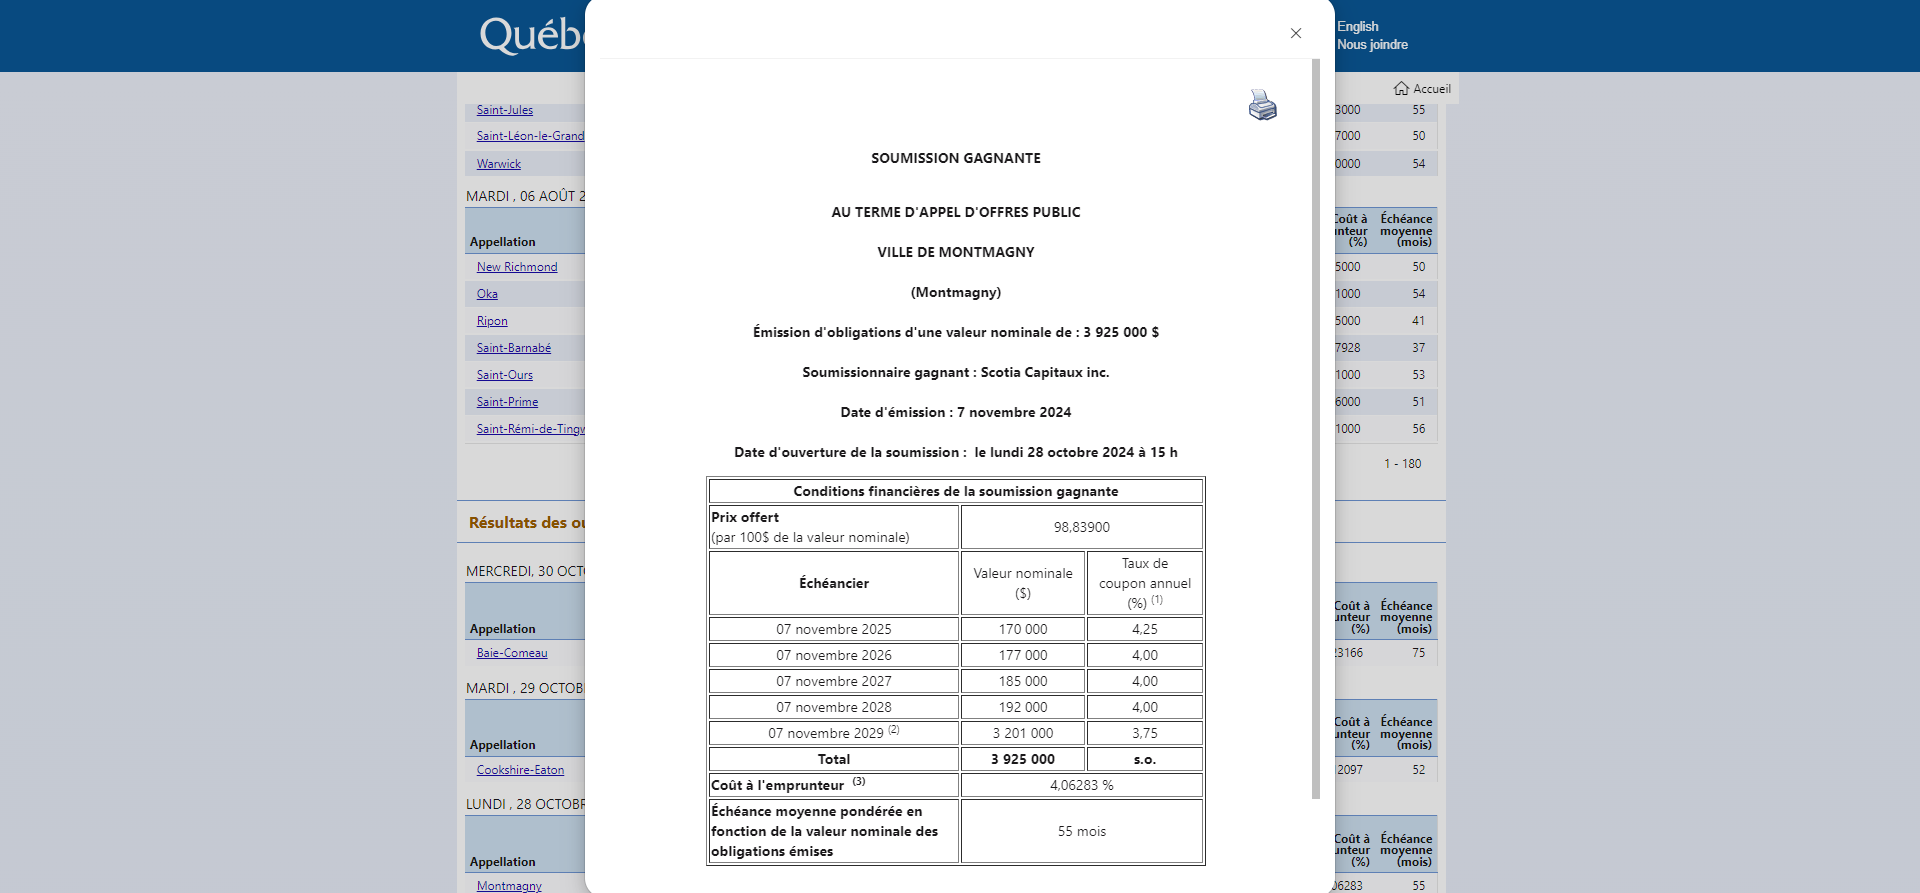 Québ
English
Nous joindre
Accueil
Saint-Jules 3000 55
Saint-Léon-le-Grand 7000 50
Warwick 0000 54
MARDI , 06 AOÛT 2
Appellation
Coût à
unteur
(%)
Échéance
moyenne
(mois)
New Richmond 5000 50
Oka 1000 54
Ripon 5000 41
Saint-Barnabé 7928 37
Saint-Ours 1000 53
Saint-Prime 6000 51
Saint-Rémi-de-Tingw 1000 56
1 - 180
Résultats des ou
MERCREDI, 30 OCT
Appellation
Coût à
unteur
(%)
Échéance
moyenne
(mois)
Baie-Comeau 23166 75
MARDI , 29 OCTOB
Appellation
Coût à
unteur
(%)
Échéance
moyenne
(mois)
Cookshire-Eaton 2097 52
LUNDI , 28 OCTOBR
Appellation
Coût à
unteur
(%)
Échéance
moyenne
(mois)
Montmagny 06283 55
SOUMISSION GAGNANTE
AU TERME D'APPEL D'OFFRES PUBLIC
VILLE DE MONTMAGNY
(Montmagny)
Émission d'obligations d'une valeur nominale de : 3 925 000 $
Soumissionnaire gagnant : Scotia Capitaux inc.
Date d'émission : 7 novembre 2024
Date d'ouverture de la soumission : le lundi 28 octobre 2024 à 15 h
Conditions financières de la soumission gagnante
Prix offert
(par 100$ de la valeur nominale)
98,83900
Échéancier
Valeur nominale
($)
Taux de
coupon annuel
(%) (1)
07 novembre 2025 170 000 4,25
07 novembre 2026 177 000 4,00
07 novembre 2027 185 000 4,00
07 novembre 2028 192 000 4,00
07 novembre 2029 (2) 3 201 000 3,75
Total 3 925 000 s.o.
Coût à l'emprunteur (3) 4,06283 %
Échéance moyenne pondérée en
fonction de la valeur nominale des
obligations émises
55 mois